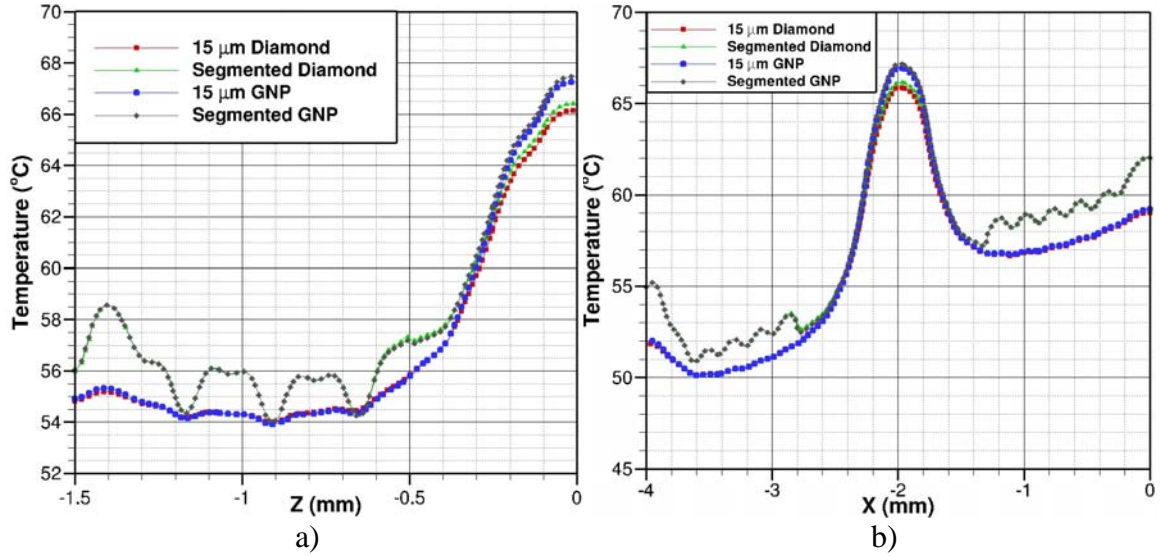 70
68
66
64
62
60
58
56
54
52
Temperature (°C)
15 μm Diamond
Segmented Diamond
15 μm GNP
Segmented GNP
-1.5
-1
-0.5
0
Z (mm)
a)
70
65
60
55
50
45
Temperature (°C)
15 μm Diamond
Segmented Diamond
15 μm GNP
Segmented GNP
-4
-3
-2
-1
0
X (mm)
b)